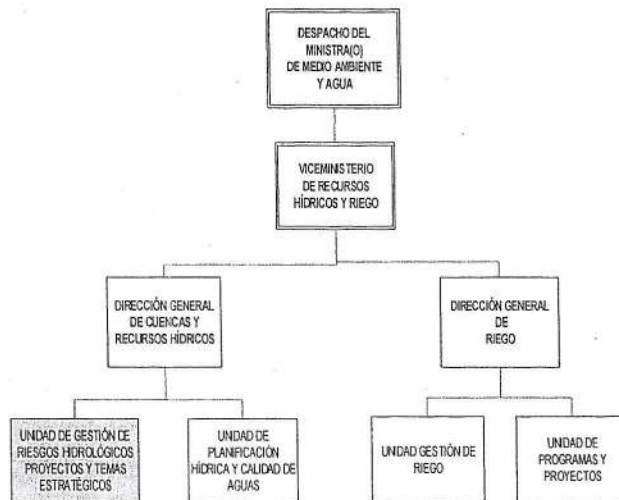 DESPACHO DEL
MINISTRA(O)
DE MEDIO AMBIENTE
Y AGUA
VICEMINISTERIO
DE RECURSOS
HÍDRICOS Y RIEGO
DIRECCIÓN GENERAL
DE CUENCAS Y
RECURSOS HÍDRICOS
DIRECCIÓN GENERAL
DE
RIEGO
UNIDAD DE GESTIÓN DE
RIESGOS HIDROLÓGICOS
PROYECTOS Y TEMAS
ESTRATÉGICOS
UNIDAD DE
PLANIFICACIÓN
HÍDRICA Y CALIDAD DE
AGUAS
UNIDAD GESTIÓN DE
RIEGO
UNIDAD DE
PROGRAMAS Y
PROYECTOS